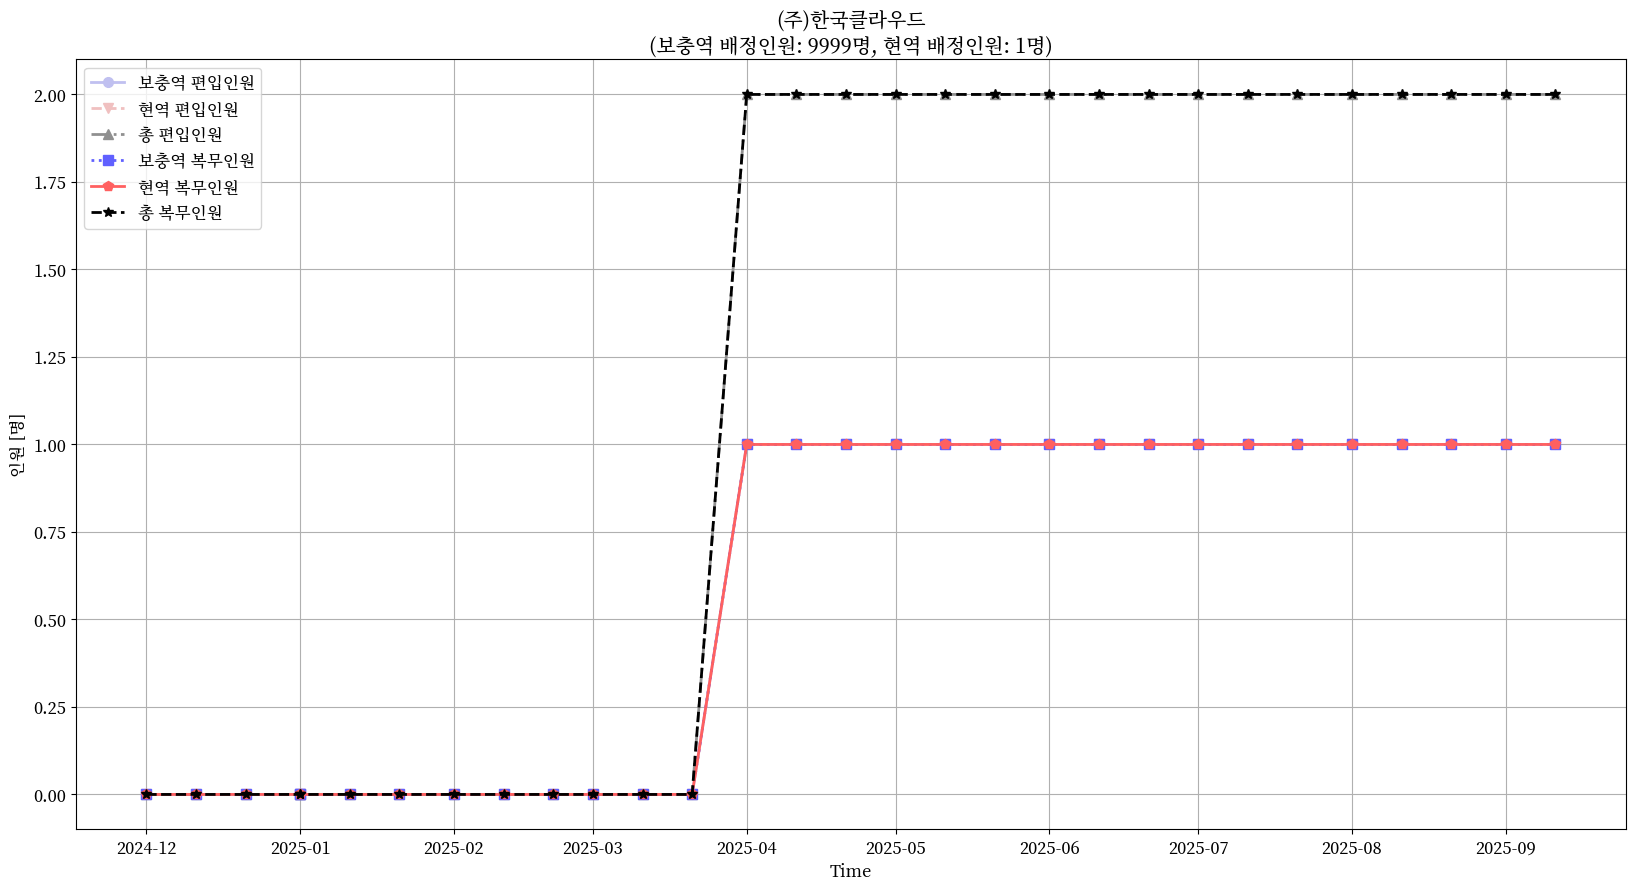 (주)한국클라우드
(보충역 배정인원: 9999명, 현역 배정인원: 1명)
보충역 편입인원
현역 편입인원
총 편입인원
보충역 복무인원
현역 복무인원
총 복무인원
2.00
1.75
1.50
1.25
1.00
0.75
0.50
0.25
0.00
인원 [명]
2024-12 2025-01 2025-02 2025-03 2025-04 2025-05 2025-06 2025-07 2025-08 2025-09
Time